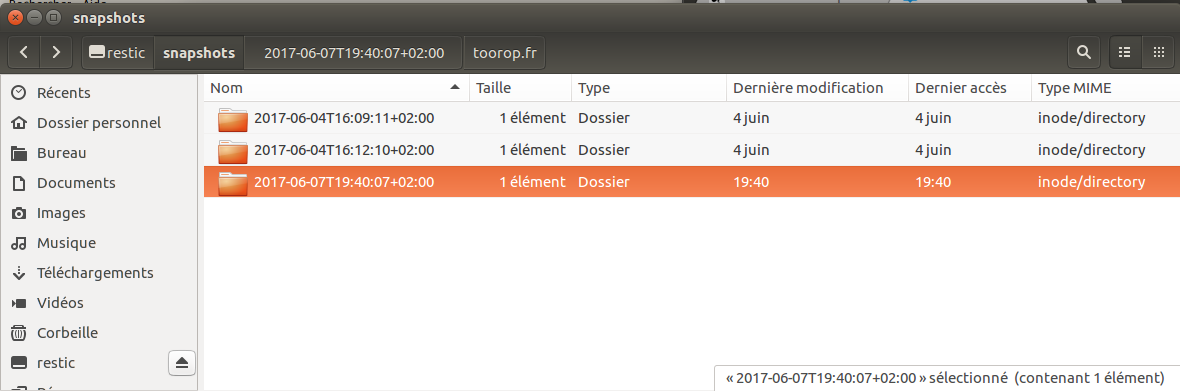 snapshots
restic snapshots 2017-06-07T19:40:07+02:00 toorop.fr
Récents
Dossier personnel
Bureau
Documents
Images
Musique
Téléchargements
Vidéos
Corbeille
restic
Nom Taille Type Dernière modification Dernier accès Type MIME
2017-06-04T16:09:11+02:00 1 élément Dossier 4 juin 4 juin inode/directory
2017-06-04T16:12:10+02:00 1 élément Dossier 4 juin 4 juin inode/directory
2017-06-07T19:40:07+02:00 1 élément Dossier 19:40 19:40 inode/directory
« 2017-06-07T19:40:07+02:00 » sélectionné (contenant 1 élément)